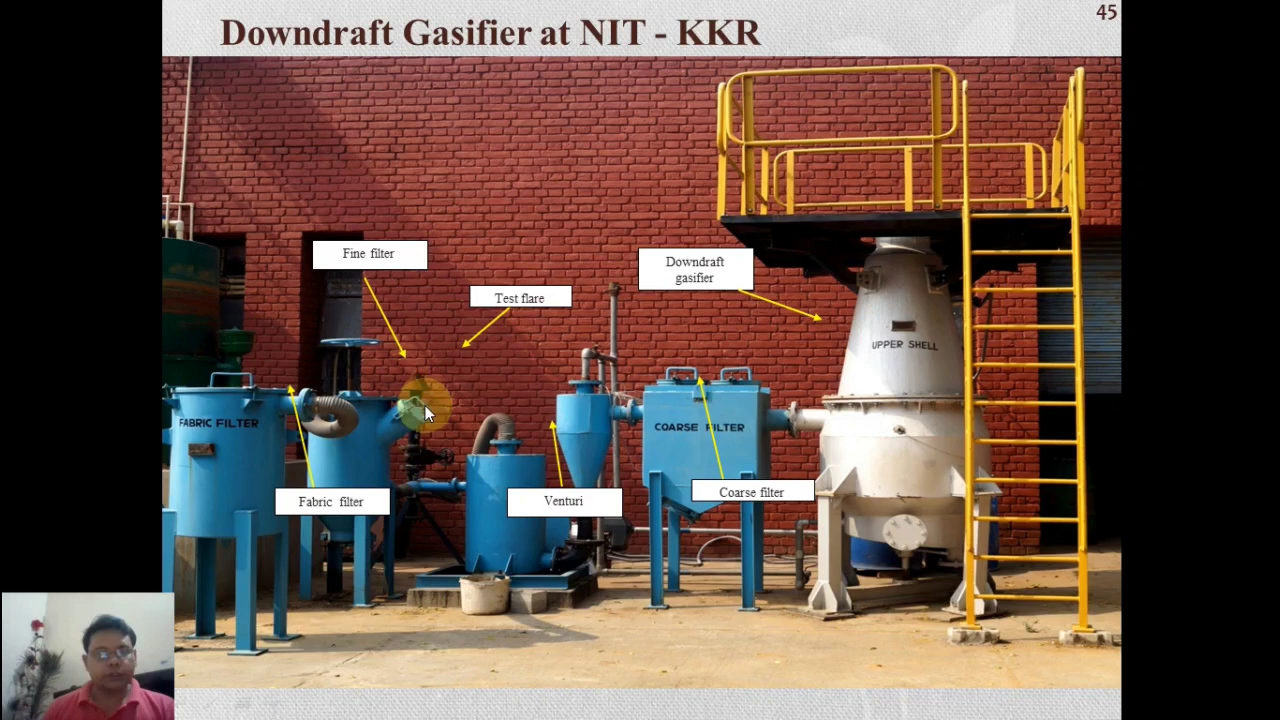 45
Downdraft Gasifier at NIT - KKR
Fine filter
Test flare
Downdraft
gasifier
UPPER SHELL
FABRIC FILTER
COARSE FILTER
Fabric filter
Venturi
Coarse filter